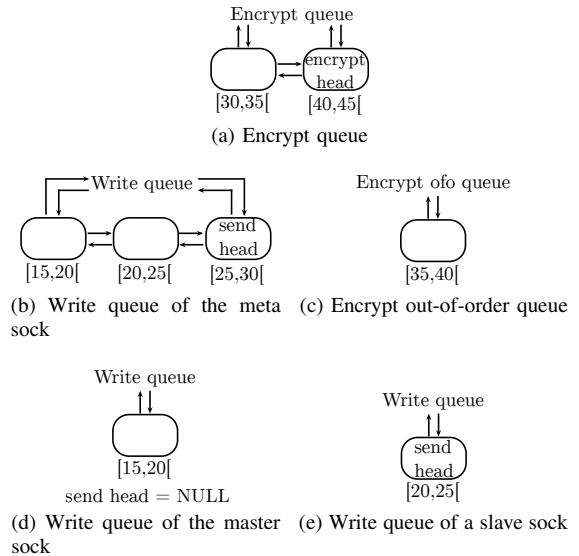 Encrypt queue
encrypt
head
[30,35[ [40,45[
(a) Encrypt queue
Write queue
send
head
[15,20[ [20,25[ [25,30[
(b) Write queue of the meta
sock
Encrypt ofo queue
[35,40[
(c) Encrypt out-of-order queue
Write queue
[15,20[
send head = NULL
(d) Write queue of the master
sock
Write queue
send
head
[20,25[
(e) Write queue of a slave sock